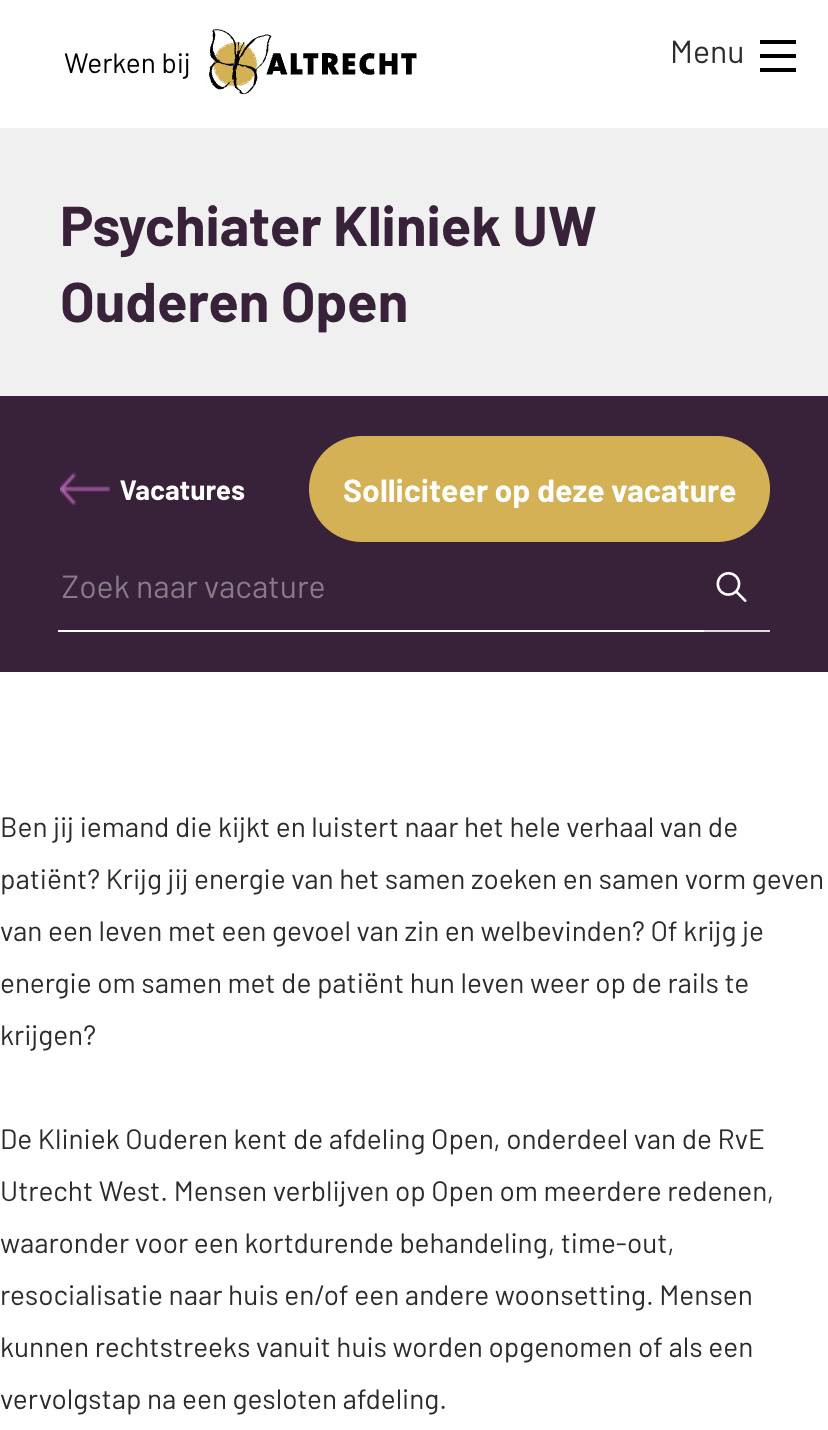 Werken bij ALTRECHT
Menu
Psychiater Kliniek UW
Ouderen Open
Vacatures
Solliciteer op deze vacature
Zoek naar vacature
Ben jij iemand die kijkt en luistert naar het hele verhaal van de
patiënt? Krijg jij energie van het samen zoeken en samen vorm geven
van een leven met een gevoel van zin en welbevinden? Of krijg je
energie om samen met de patiënt hun leven weer op de rails te
krijgen?
De Kliniek Ouderen kent de afdeling Open, onderdeel van de RvE
Utrecht West. Mensen verblijven op Open om meerdere redenen,
waaronder voor een kortdurende behandeling, time-out,
resocialisatie naar huis en/of een andere woonsetting. Mensen
kunnen rechtstreeks vanuit huis worden opgenomen of als een
vervolgstap na een gesloten afdeling.